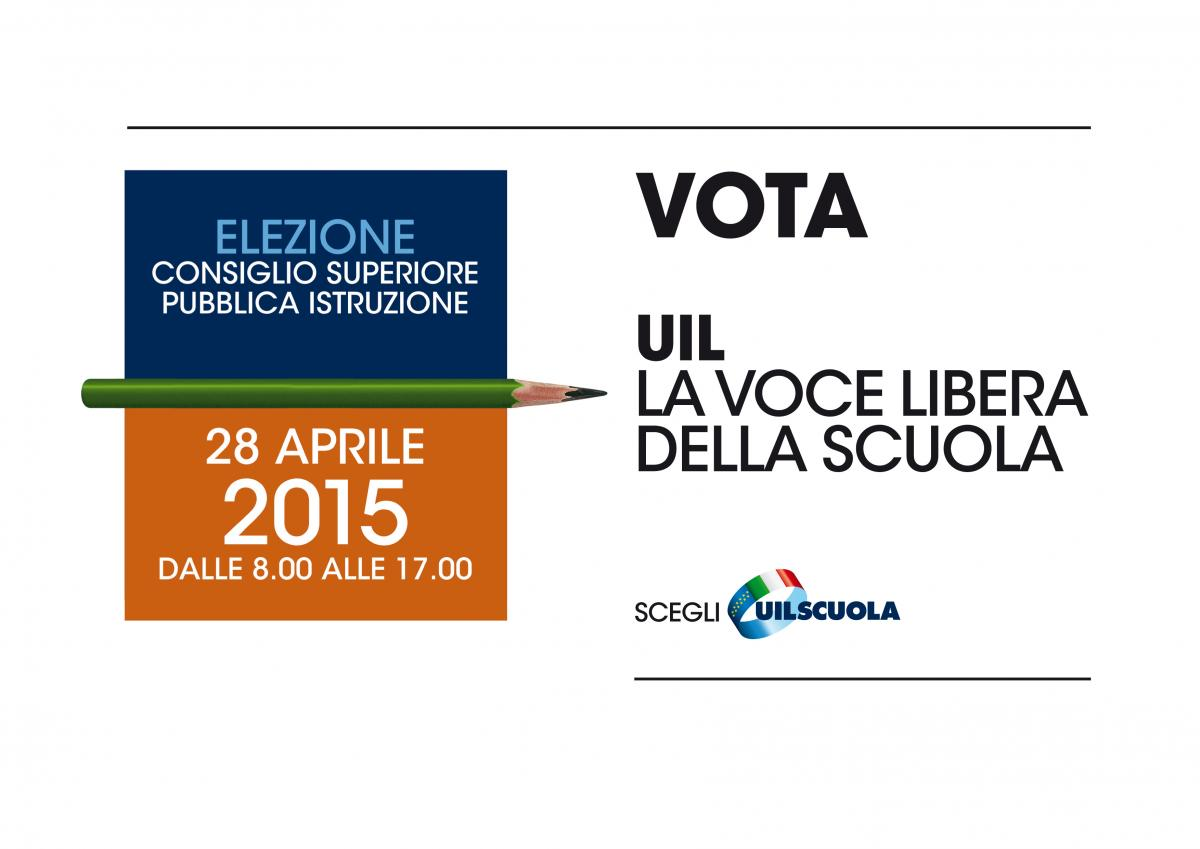 ELEZIONE
CONSIGLIO SUPERIORE
PUBBLICA ISTRUZIONE
28 APRILE
2015
DALLE 8.00 ALLE 17.00
VOTA
UIL
LA VOCE LIBERA
DELLA SCUOLA
SCEGLI UILSCUOLA